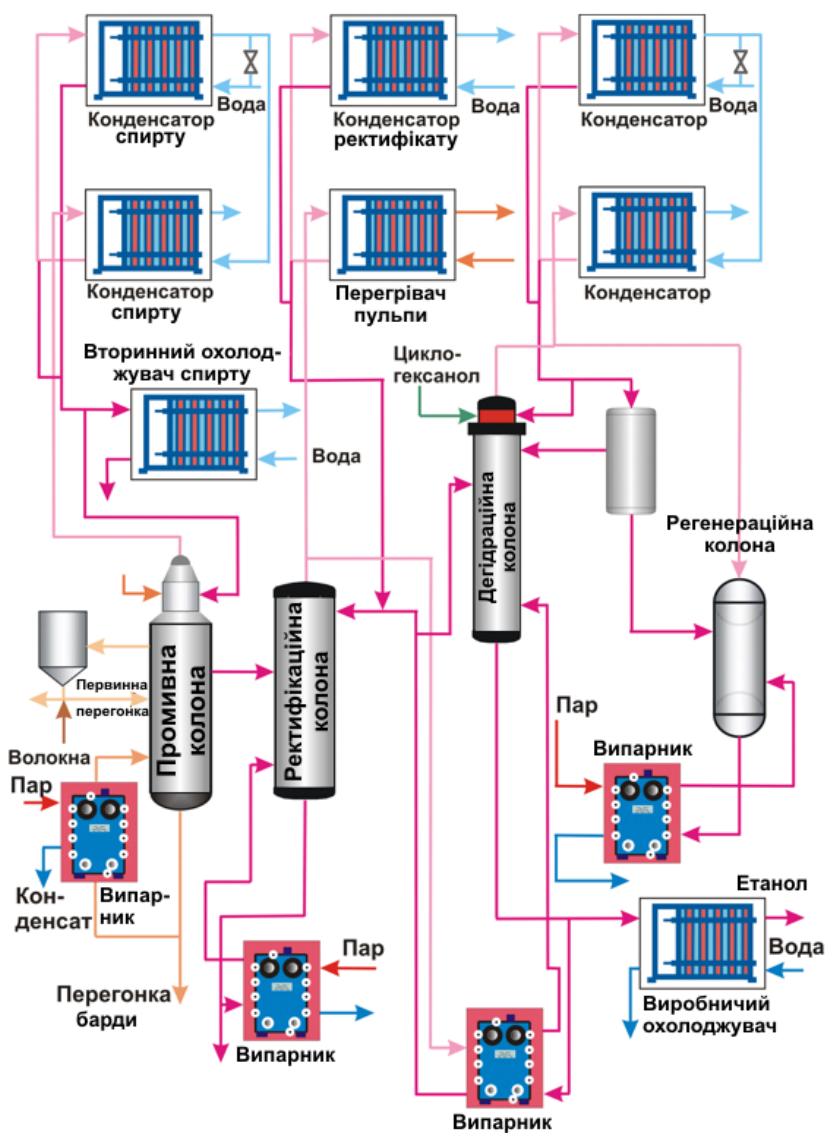 Вода
Конденсатор
спирту
Вода
Конденсатор
ректифікату
Вода
Конденсатор
Конденсатор
спирту
Перегрівач
пульпи
Конденсатор
Вторинний охолод-
жувач спирту
Вода
Цикло-
гексанол
Дегідраційна
колона
Регенераційна
колона
Промивна
колона
Ректифікаційна
колона
Первинна
перегонка
Волокна
Пар
Випар-
ник
Кон-
денсат
Перегонка
барди
Пар
Випарник
Пар
Випарник
Випарник
Етанол
Вода
Виробничий
охолоджувач